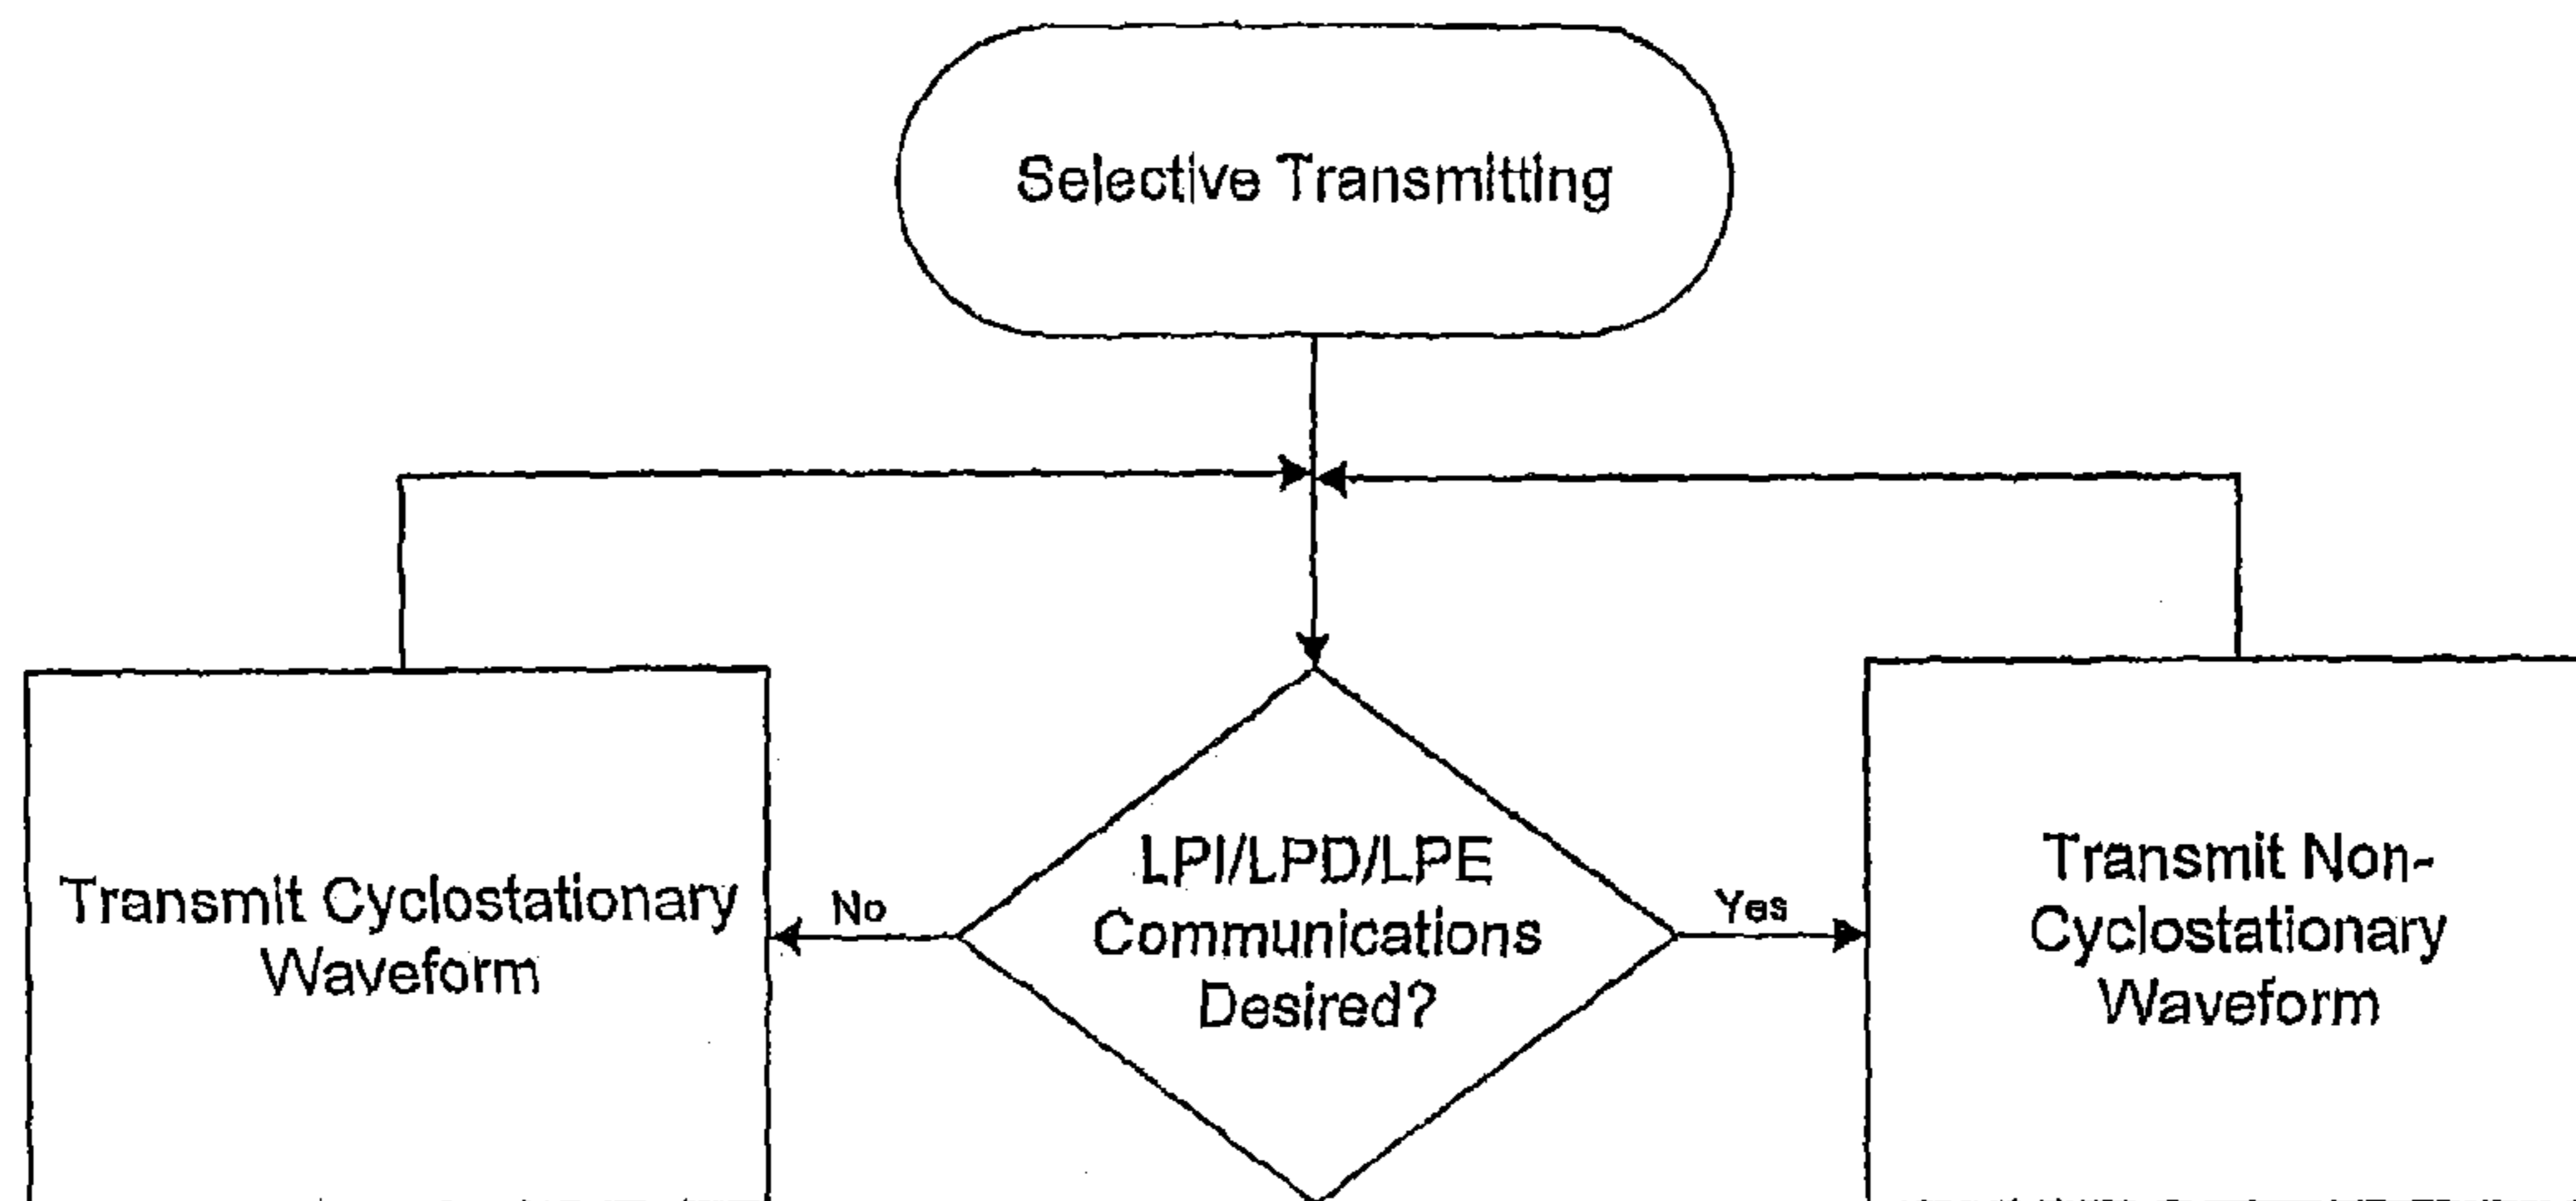 Selective Transmitting
Transmit Cyclostationary
Waveform
No
LPI/LPD/LPE
Communications
Desired?
Yes
Transmit Non-
Cyclostationary
Waveform